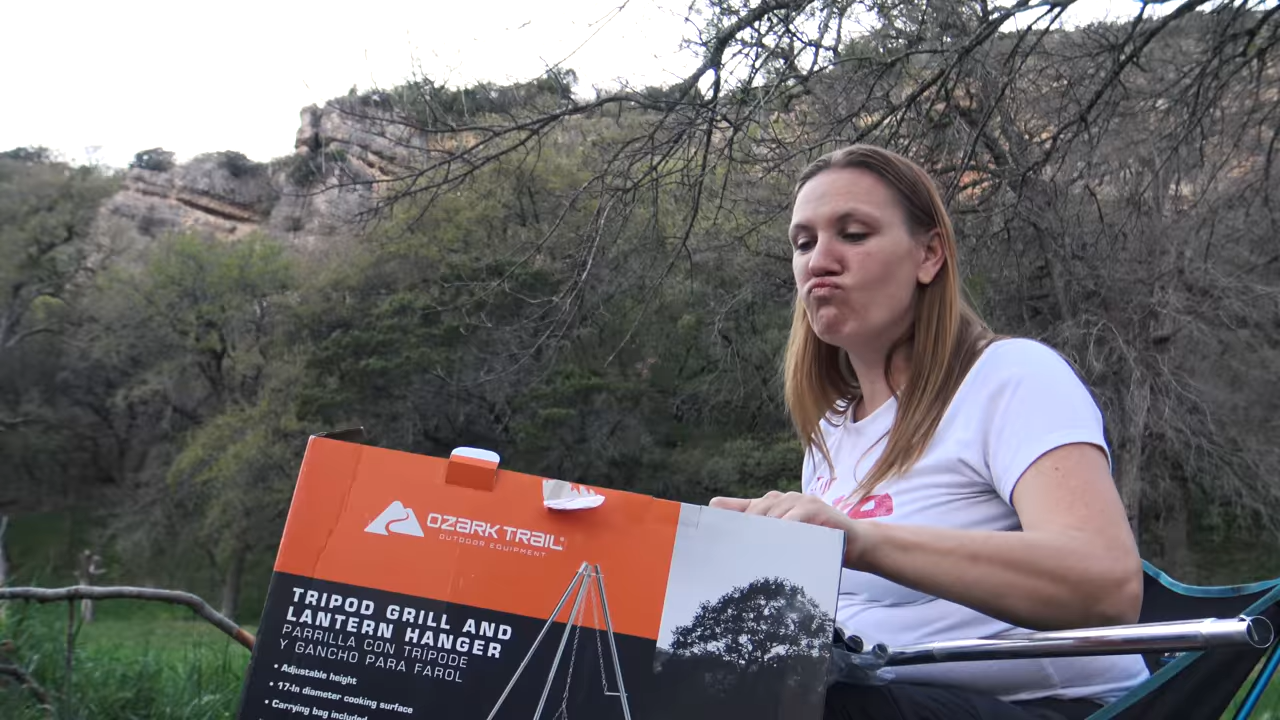 OZARK TRAIL
OUTDOOR EQUIPMENT
TRIPOD GRILL AND
LANTERN HANGER
PARRILLA CON TRÍPODE
Y GANCHO PARA FAROL
• Adjustable height
• 17-In diameter cooking surface
• Carrying bag included